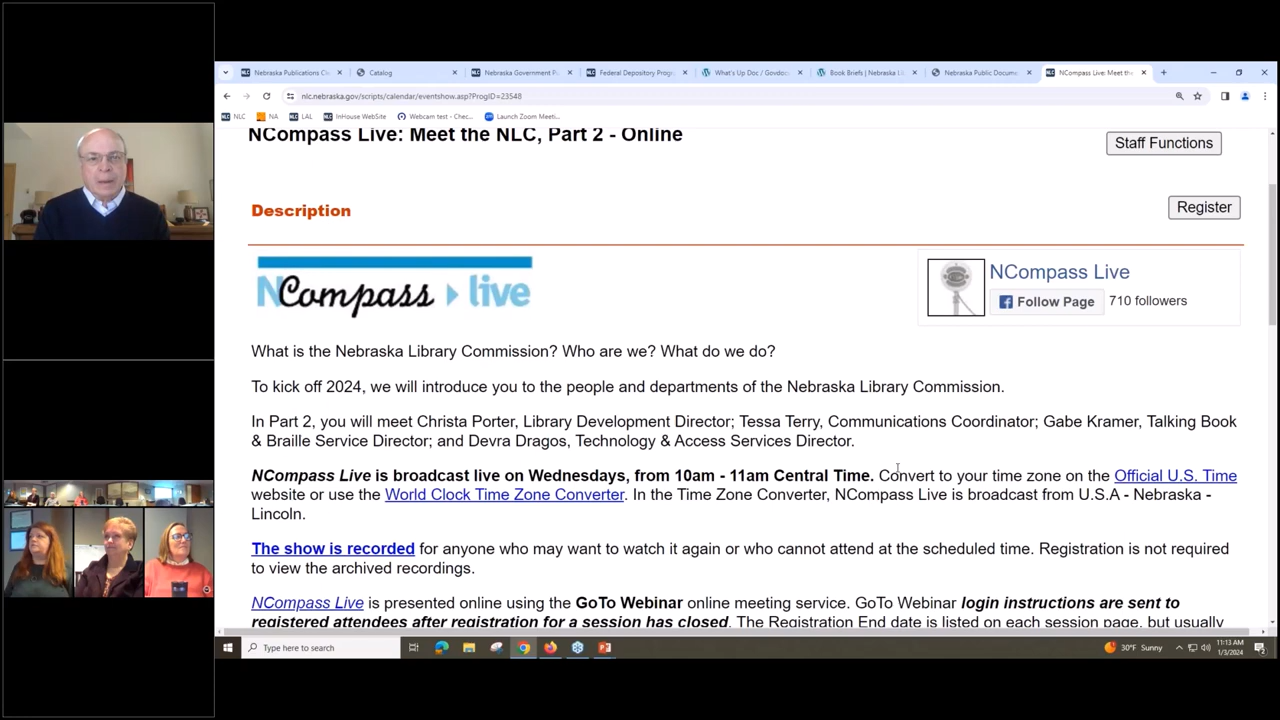 Nebraska Publications Cle
Catalog
Nebraska Government Pu
Federal Depository Progr
What's Up Doc / Govdocs
Book Briefs | Nebraska Li
Nebraska Public Docume
NCompass Live: Meet the
nlc.nebraska.gov/scripts/calendar/eventshow.asp?ProgID=23548
NLC NA LAL InHouse WebSite Webcam test - Chec... Launch Zoom Meeti...
NCompass Live: Meet the NLC, Part 2 - Online
Staff Functions
Description
Register
NCompass live
NCompass Live
Follow Page 710 followers
What is the Nebraska Library Commission? Who are we? What do we do?
To kick off 2024, we will introduce you to the people and departments of the Nebraska Library Commission.
In Part 2, you will meet Christa Porter, Library Development Director; Tessa Terry, Communications Coordinator; Gabe Kramer, Talking Book
& Braille Service Director; and Devra Dragos, Technology & Access Services Director.
NCompass Live is broadcast live on Wednesdays, from 10am - 11am Central Time. Convert to your time zone on the Official U.S. Time
website or use the World Clock Time Zone Converter. In the Time Zone Converter, NCompass Live is broadcast from U.S.A - Nebraska -
Lincoln.
The show is recorded for anyone who may want to watch it again or who cannot attend at the scheduled time. Registration is not required
to view the archived recordings.
NCompass Live is presented online using the GoTo Webinar online meeting service. GoTo Webinar login instructions are sent to
registered attendees after registration for a session has closed. The Registration End date is listed on each session page, but usually
Type here to search
30°F Sunny
11:13 AM
1/3/2024